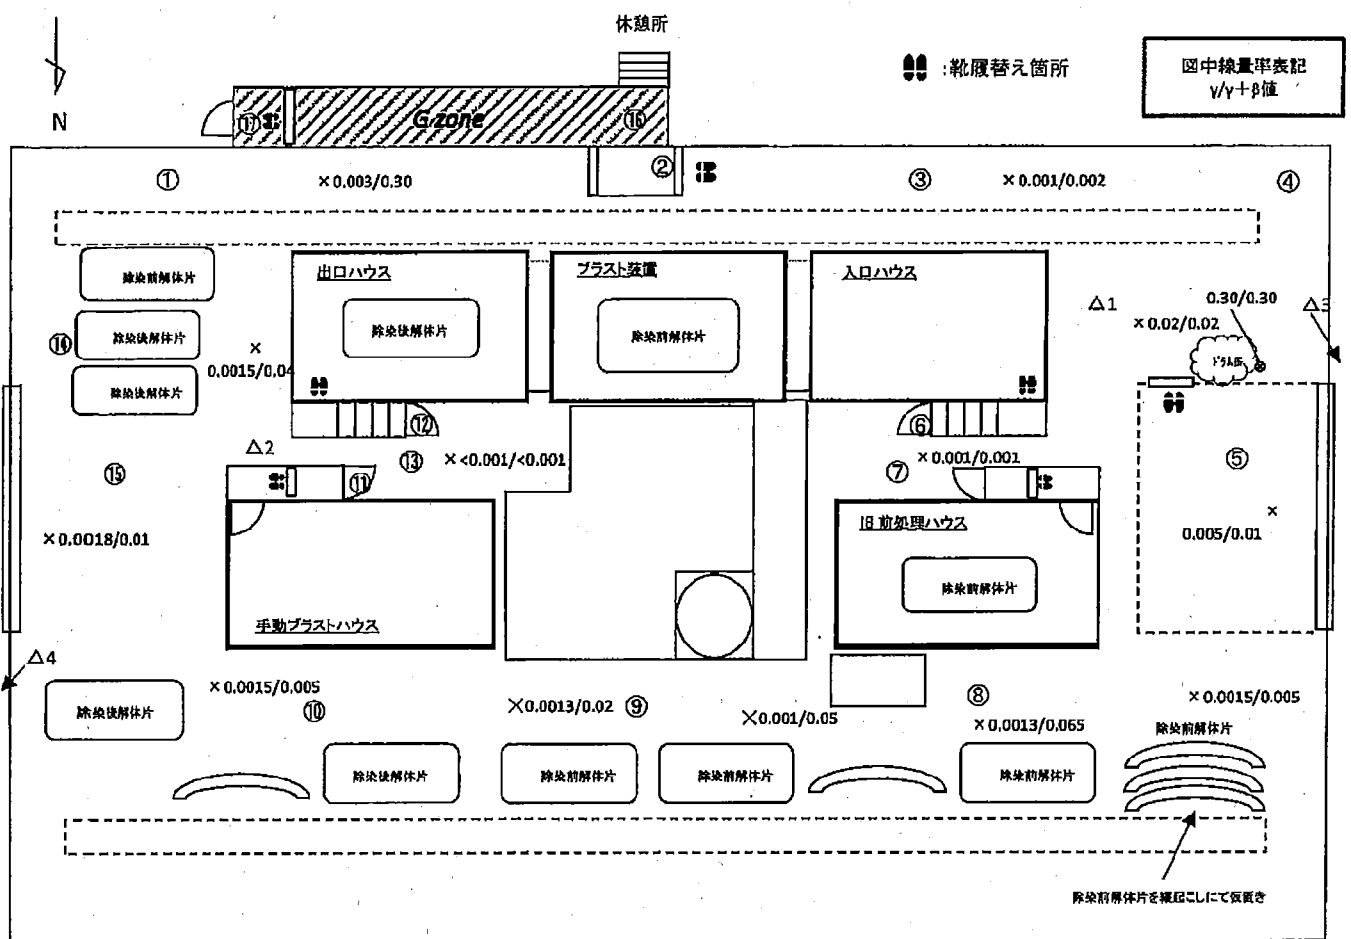 休憩所
:靴履替え箇所
図中線量率表記
γ/γ＋β値
N
⑰
G zone
⑯
①
×0.003/0.30
②
③
×0.001/0.002
④
除染前解体片
出口ハウス
ブラスト装置
入口ハウス
除染後解体片
除染前解体片
△1
0.30/0.30
△3
×0.02/0.02
⑭
除染後解体片
×
0.0015/0.04
ドラム缶
除染後解体片
⑫
⑥
△2
⑬
×<0.001/<0.001
⑦
×0.001/0.001
⑤
⑮
⑪
×
0.005/0.01
×0.0018/0.01
旧前処理ハウス
除染前解体片
手動ブラストハウス
△4
×0.0015/0.005
⑩
×0.0013/0.02
⑨
×0.001/0.05
⑧
×0.0013/0.065
×0.0015/0.005
除染後解体片
除染前解体片
除染後解体片
除染前解体片
除染前解体片
除染前解体片
除染前解体片を縦起こしにて仮置き